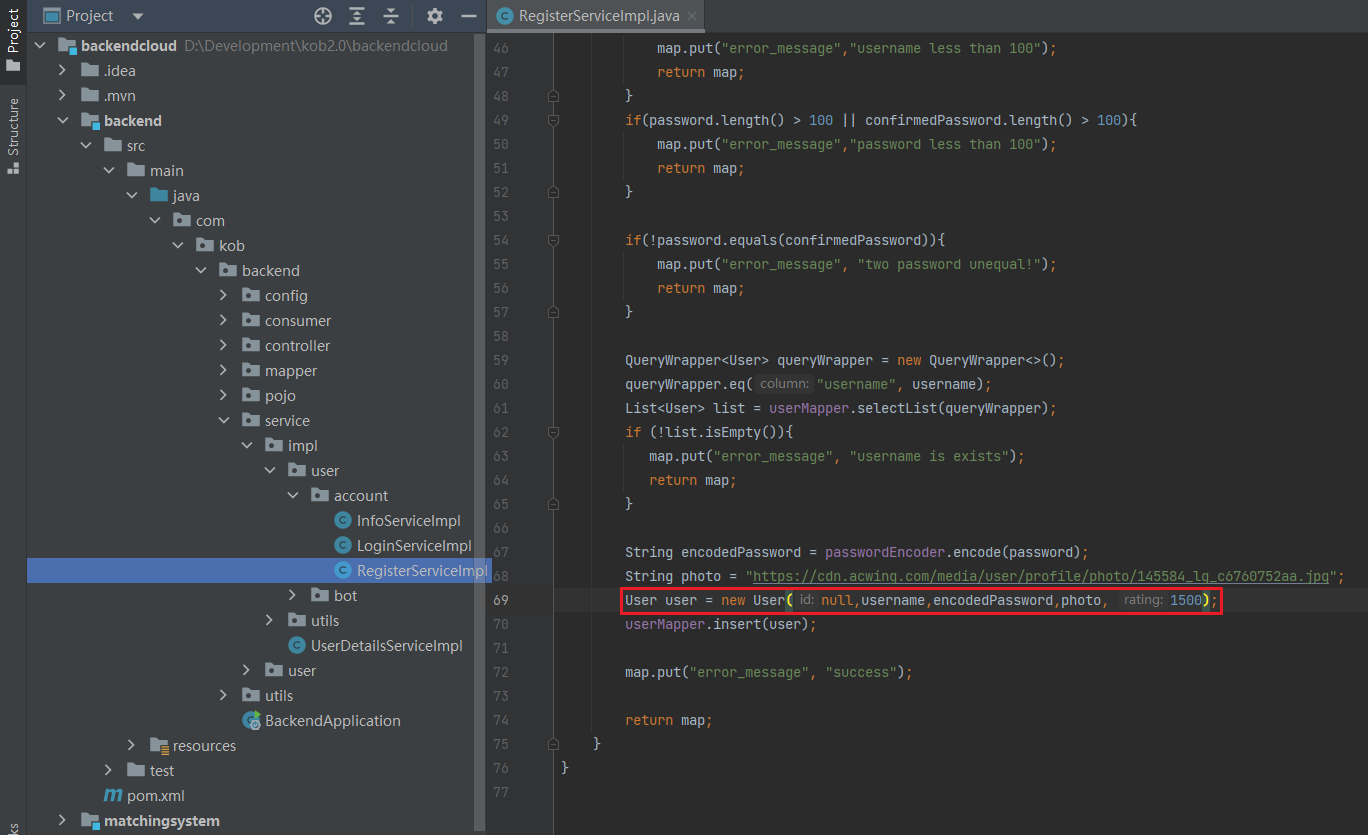 Project
Structure
Project
backendcloud D:\Development\kob2.0\backendcloud
.idea
.mvn
backend
src
main
java
com
kob
backend
config
consumer
controller
mapper
pojo
service
impl
user
account
InfoServiceImpl
LoginServiceImpl
RegisterServiceImpl
bot
utils
UserDetailsServiceImpl
user
utils
BackendApplication
resources
test
pom.xml
matchingsystem
RegisterServiceImpl.java
46 map.put("error_message","username less than 100");
47 return map;
48 }
49 if(password.length() > 100 || confirmedPassword.length() > 100){
50 map.put("error_message","password less than 100");
51 return map;
52 }
53
54 if(!password.equals(confirmedPassword)){
55 map.put("error_message", "two password unequal!");
56 return map;
57 }
58
59 QueryWrapper<User> queryWrapper = new QueryWrapper<>();
60 queryWrapper.eq( column: "username", username);
61 List<User> list = userMapper.selectList(queryWrapper);
62 if (!list.isEmpty()){
63 map.put("error_message", "username is exists");
64 return map;
65 }
66
67 String encodedPassword = passwordEncoder.encode(password);
68 String photo = "https://cdn.acwing.com/media/user/profile/photo/145584_lg_c6760752aa.jpg";
69 User user = new User( id: null,username,encodedPassword,photo, rating: 1500);
70 userMapper.insert(user);
71
72 map.put("error_message", "success");
73
74 return map;
75 }
76 }
77